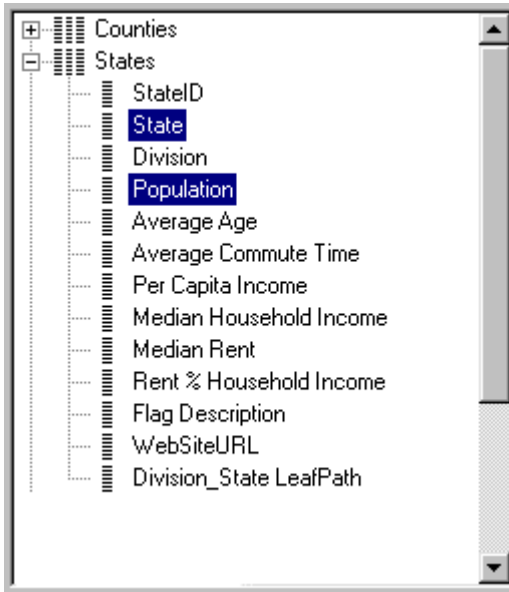 Counties
States
StateID
State
Division
Population
Average Age
Average Commute Time
Per Capita Income
Median Household Income
Median Rent
Rent % Household Income
Flag Description
WebSiteURL
Division_State LeafPath